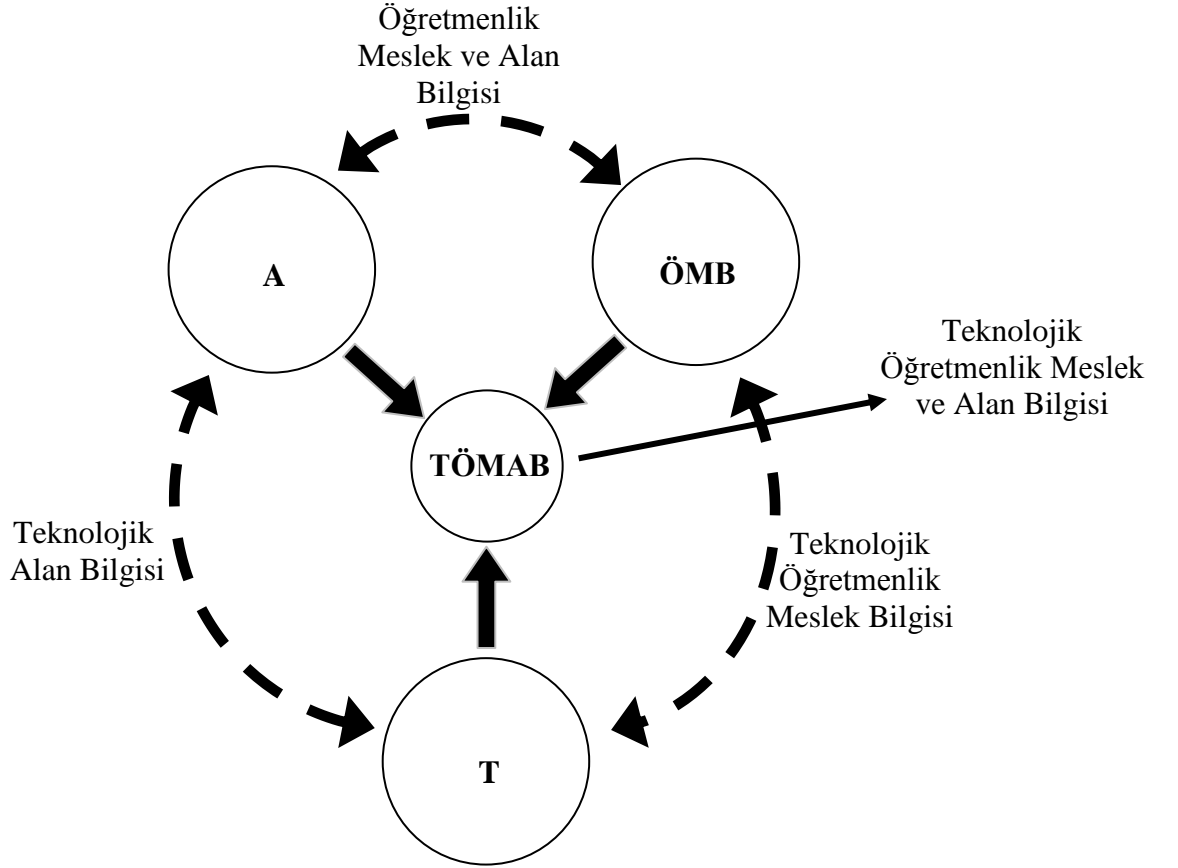 Öğretmenlik
Meslek ve Alan
Bilgisi
A
ÖMB
Teknolojik
Öğretmenlik Meslek
ve Alan Bilgisi
TÖMAB
Teknolojik
Alan Bilgisi
Teknolojik
Öğretmenlik
Meslek Bilgisi
T